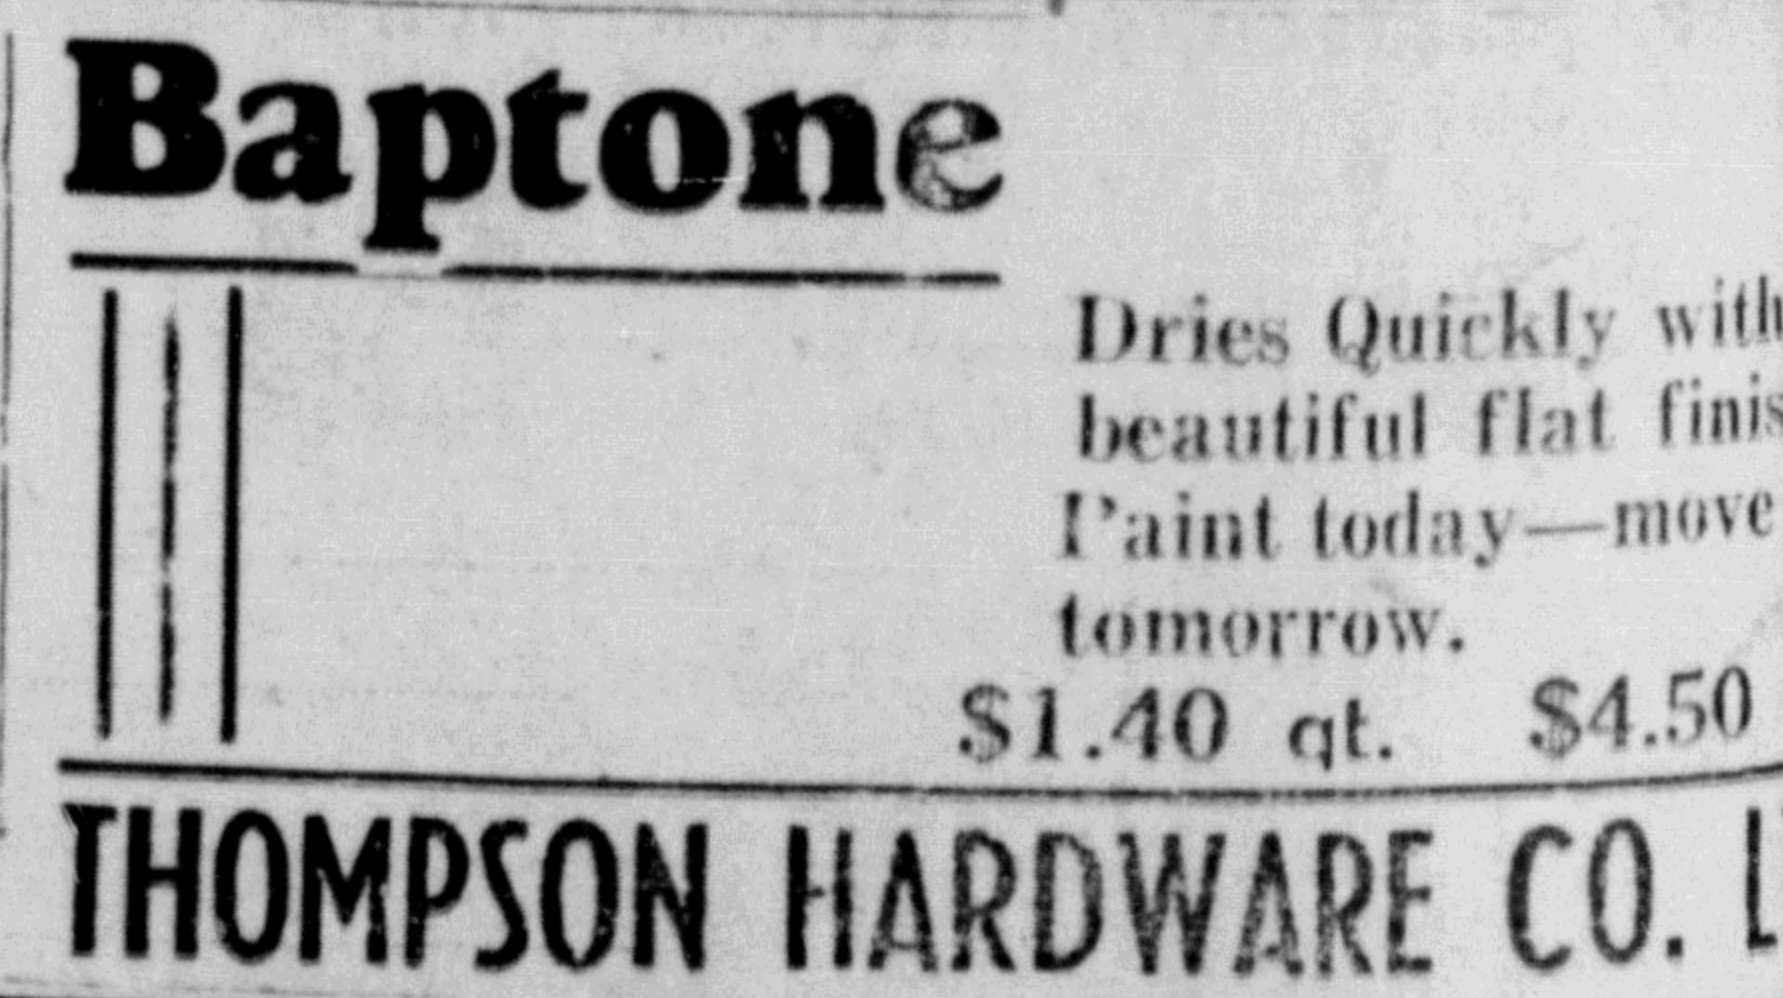 Baptone
Dries Quickly with
beautiful flat finis
Paint today—move
tomorrow.
$1.40 qt. $4.50
THOMPSON HARDWARE CO. L